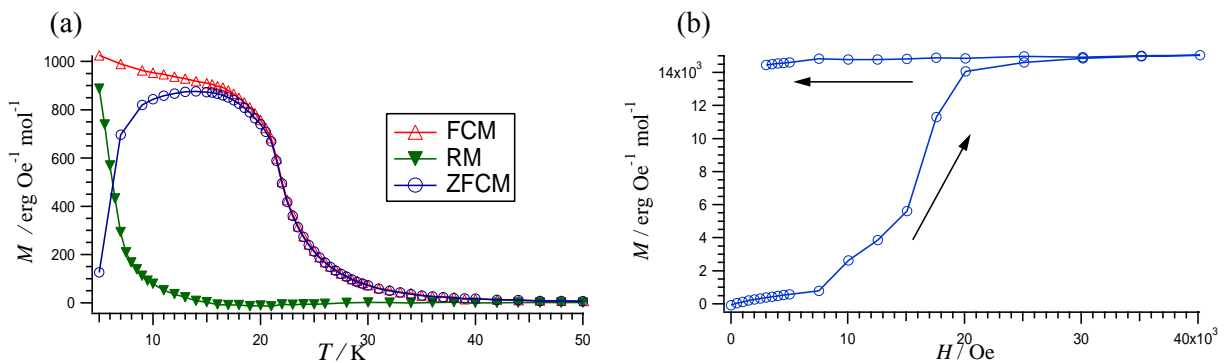 (a)
M / erg Oe⁻¹ mol⁻¹
1000
800
600
400
200
0
10
20
30
40
50
T / K
FCM
RM
ZFCM
(b)
M / erg Oe⁻¹ mol⁻¹
14x10³
12
10
8
6
4
2
0
0
10
20
30
40x10³
H / Oe